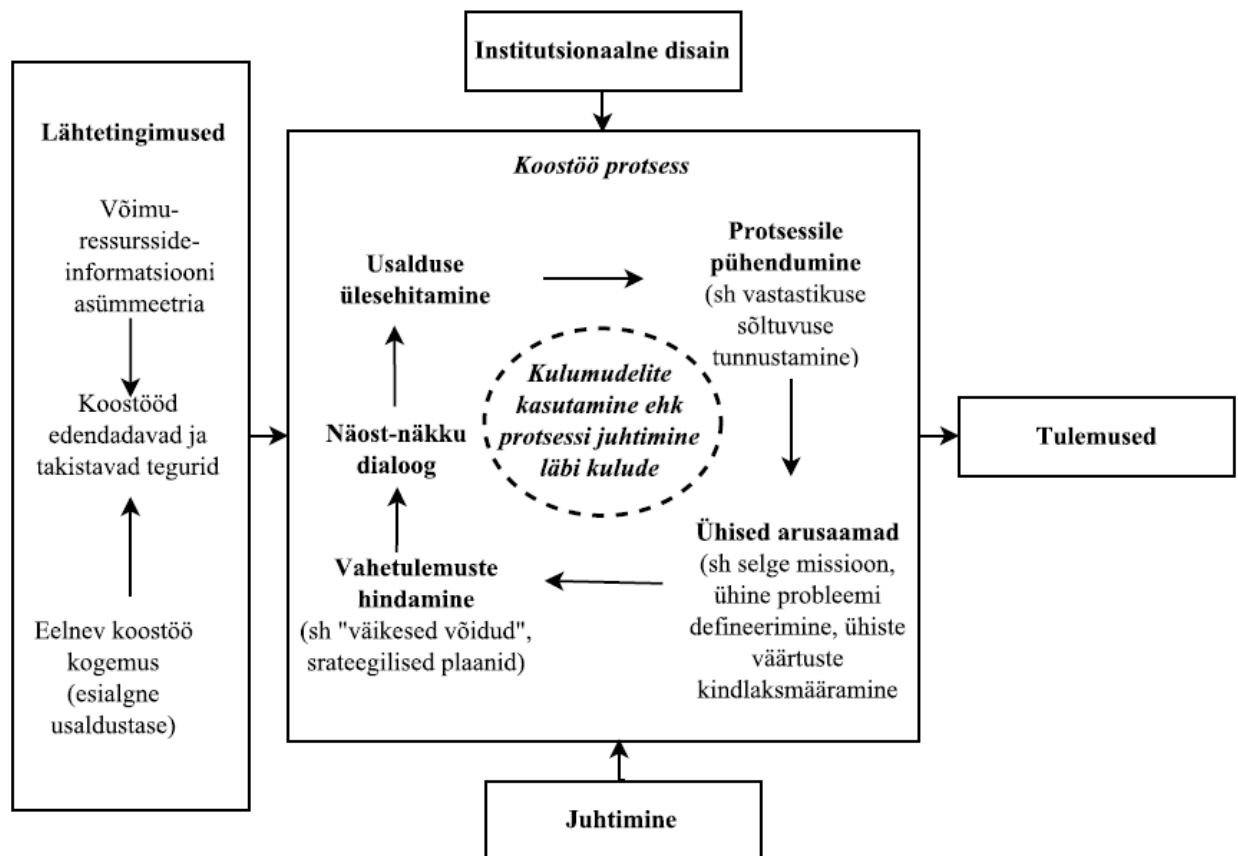 Institutsionaalne disain
Lähtetingimused
Võimu-
ressursside-
informatsiooni
asümmeetria
Koostööd
edendadavad ja
takistavad tegurid
Eelnev koostöö
kogemus
(esialgne
usaldustase)
Koostöö protsess
Usalduse
ülesehitamine
Protsessile
pühendumine
(sh vastastikuse
sõltuvuse
tunnustamine)
Kulumudelite
kasutamine ehk
protsessi juhtimine
läbi kulude
Näost-näkku
dialoog
Ühised arusaamad
(sh selge missioon,
ühine probleemi
defineerimine, ühiste
väärtuste
kindlaksmääramine
Vahetulemuste
hindamine
(sh "väikesed võidud",
srateegilised plaanid)
Tulemused
Juhtimine